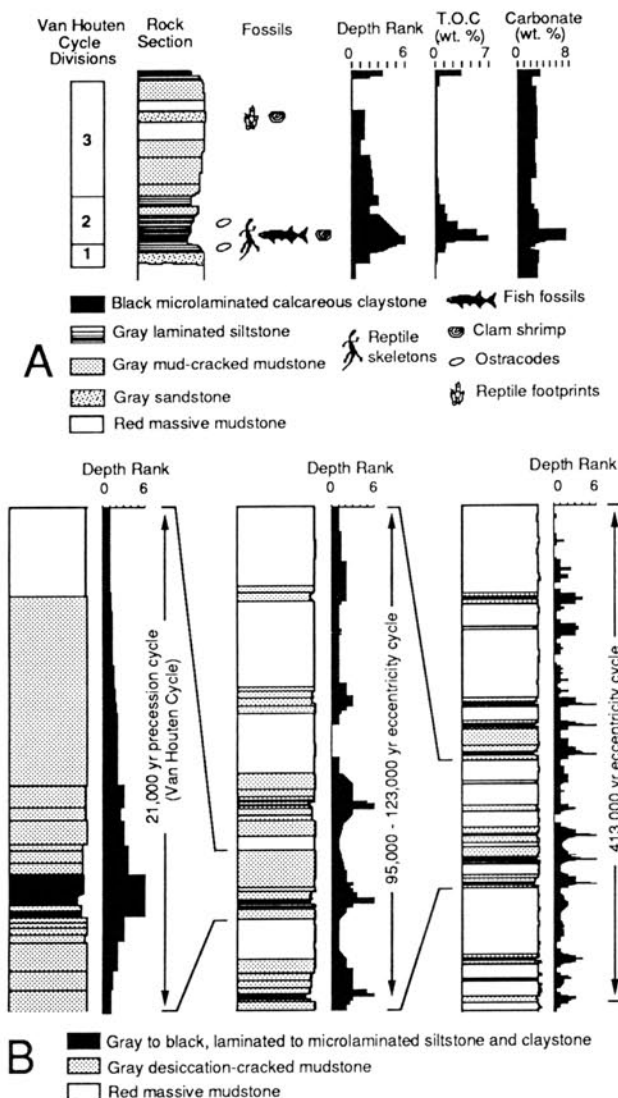 Van Houten Cycle Divisions
Rock Section
Fossils
Depth Rank
0 6
T.O.C (wt. %)
0 7
Carbonate (wt. %)
0 8
3
2
1
A
Black microlaminated calcareous claystone
Gray laminated siltstone
Gray mud-cracked mudstone
Gray sandstone
Red massive mudstone
Reptile skeletons
Fish fossils
Clam shrimp
Ostracodes
Reptile footprints
Depth Rank
0 6
21,000 yr precession cycle
(Van Houten Cycle)
Depth Rank
0 6
95,000 - 123,000 yr eccentricity cycle
Depth Rank
0 6
413,000 yr eccentricity cycle
B
Gray to black, laminated to microlaminated siltstone and claystone
Gray desiccation-cracked mudstone
Red massive mudstone